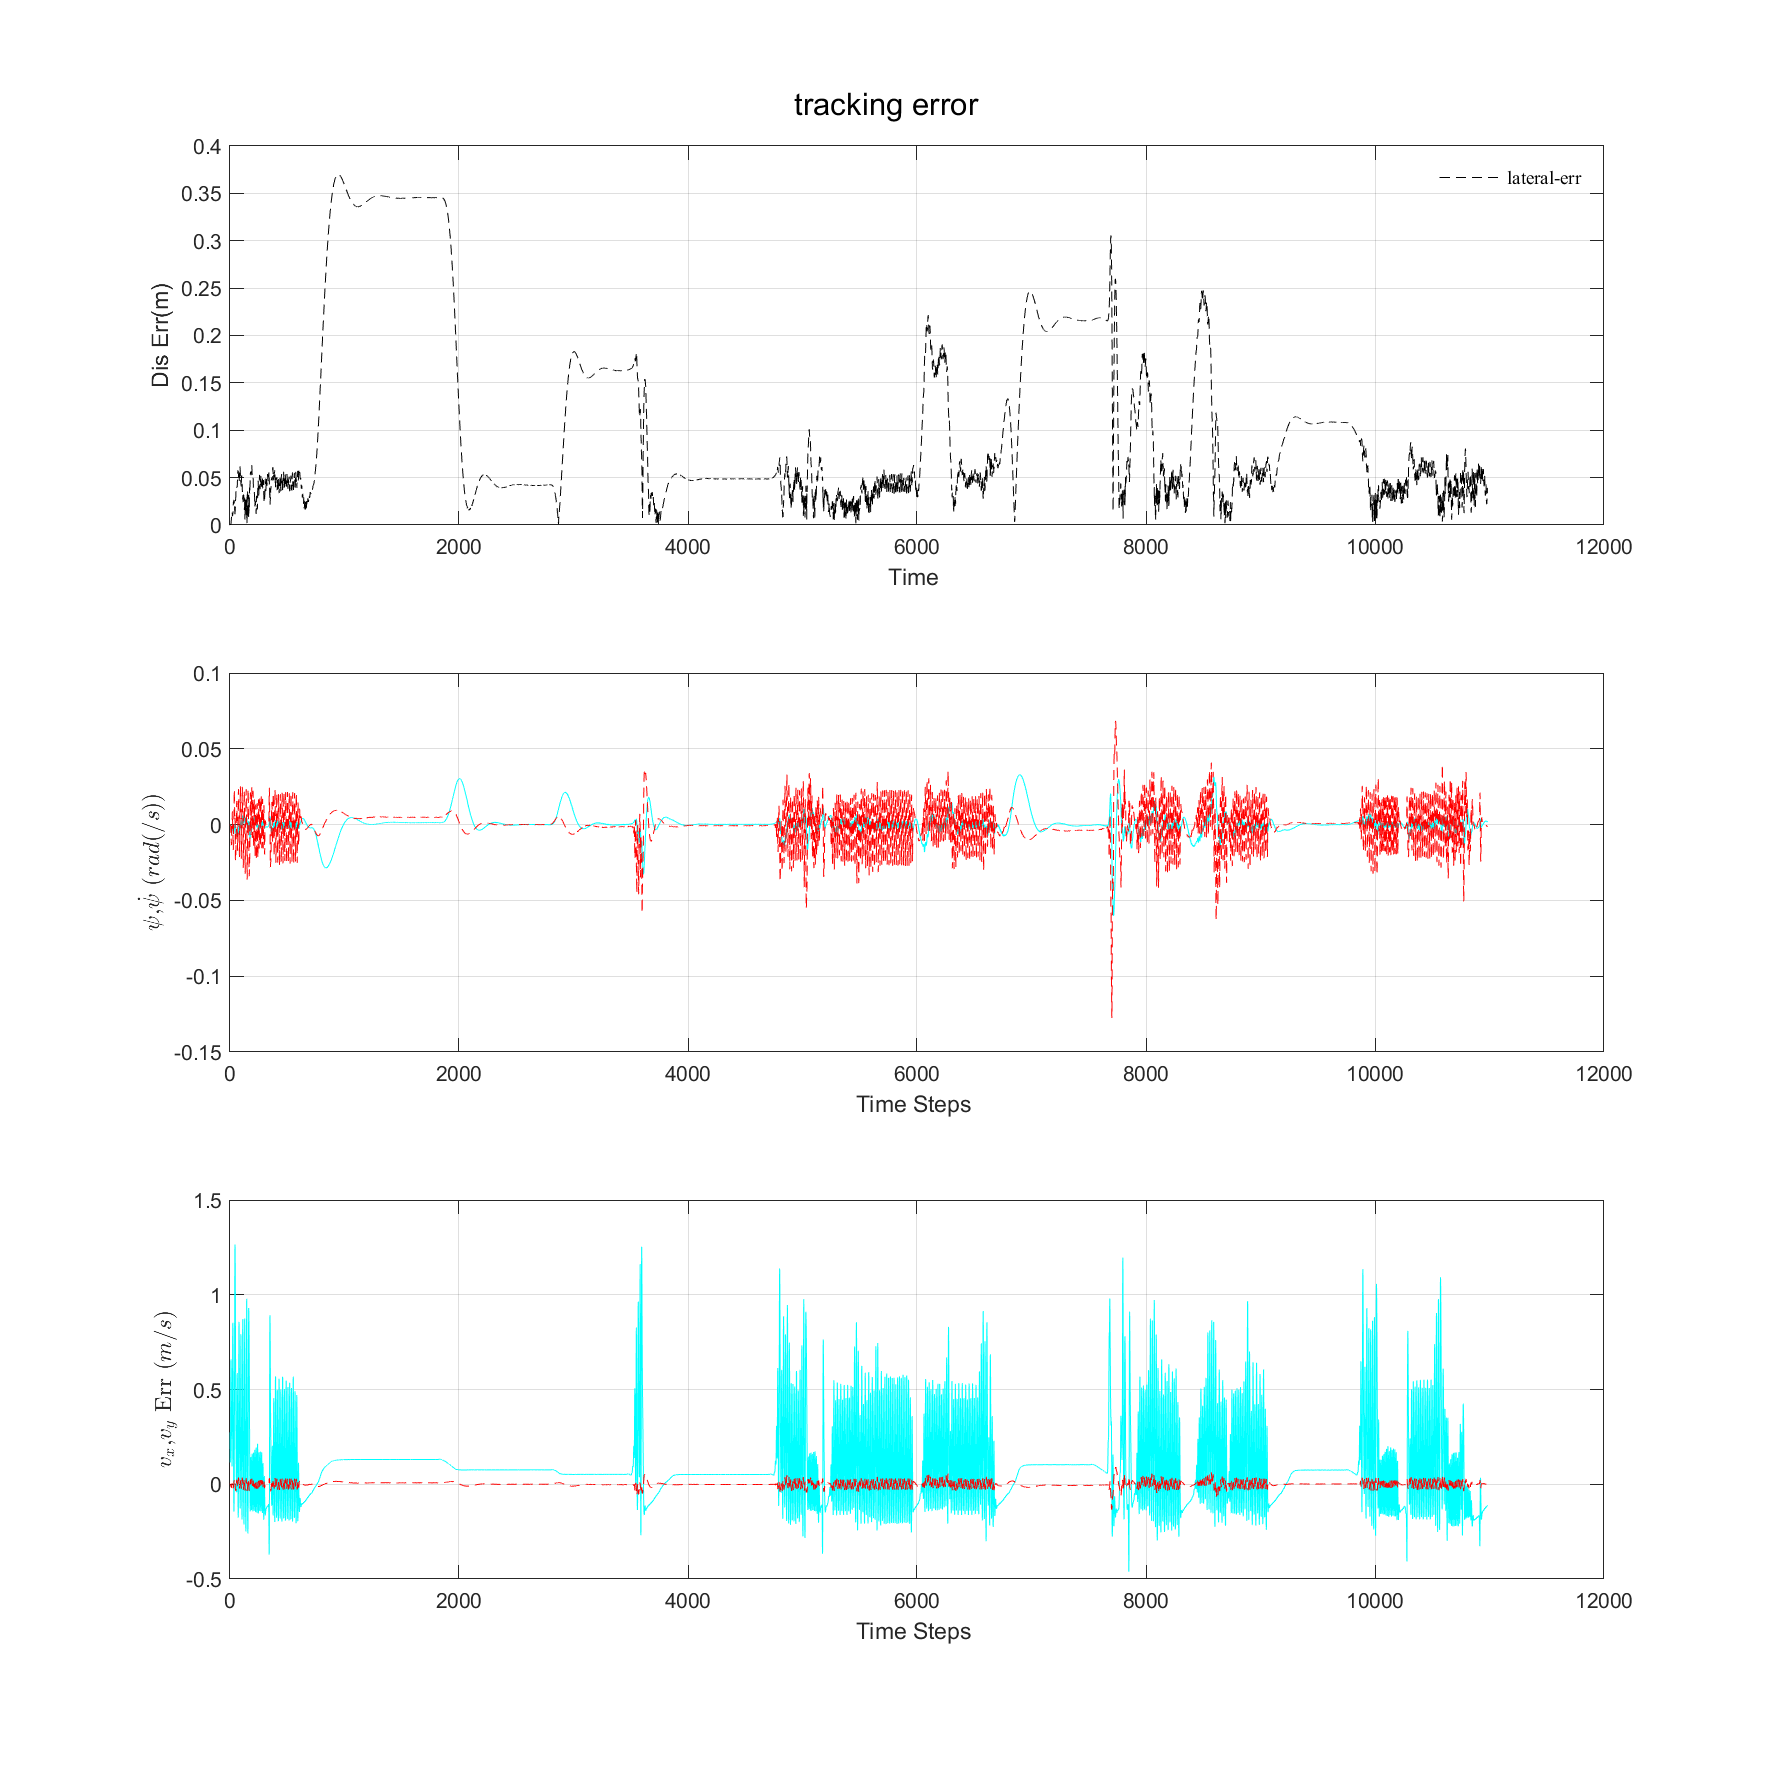 tracking error
0.4
0.35
0.3
0.25
0.2
0.15
0.1
0.05
0
Dis Err(m)
lateral-err
0 2000 4000 6000 8000 10000 12000
Time
0.1
0.05
0
-0.05
-0.1
-0.15
ψ,ψ̇ (rad(/s))
0 2000 4000 6000 8000 10000 12000
Time Steps
1.5
1
0.5
0
-0.5
v_x,v_y Err (m/s)
0 2000 4000 6000 8000 10000 12000
Time Steps